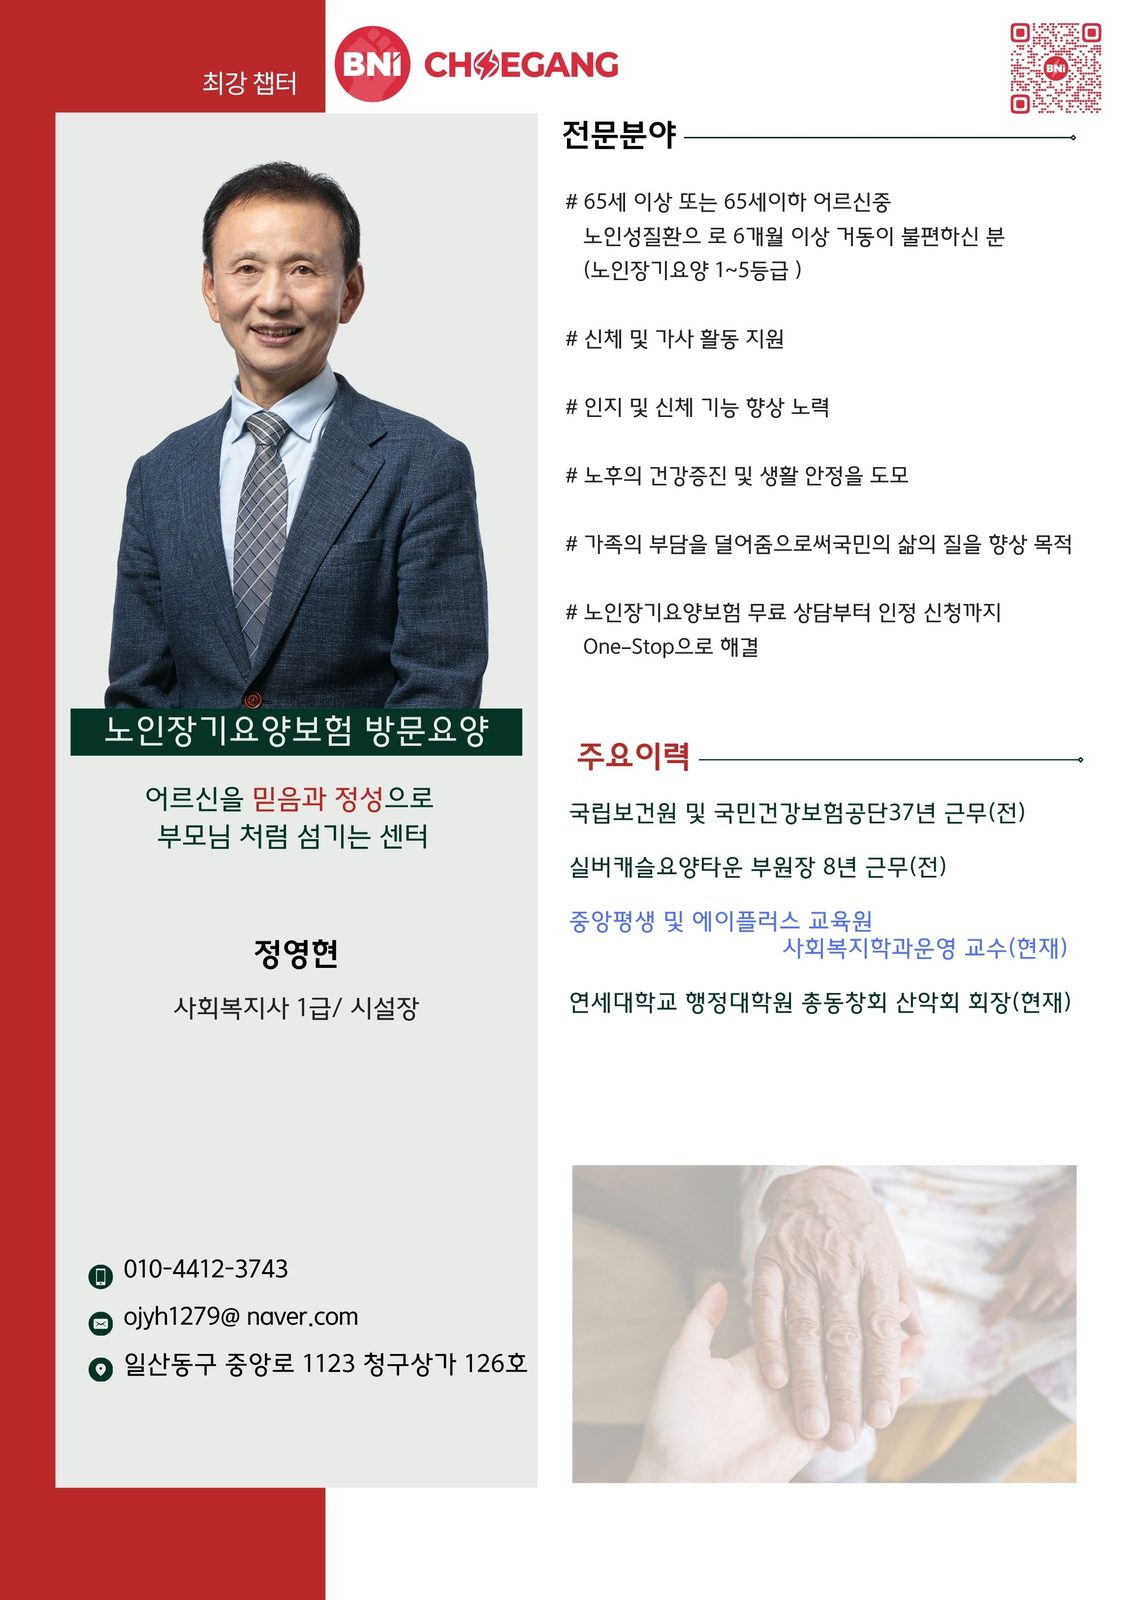 최강 챕터
BNI CHOEGANG
BNI
노인장기요양보험 방문요양
어르신을 믿음과 정성으로
부모님 처럼 섬기는 센터
정영현
사회복지사 1급/ 시설장
010-4412-3743
ojyh1279@ naver.com
일산동구 중앙로 1123 청구상가 126호
전문분야
# 65세 이상 또는 65세이하 어르신중
노인성질환으 로 6개월 이상 거동이 불편하신 분
(노인장기요양 1~5등급 )
# 신체 및 가사 활동 지원
# 인지 및 신체 기능 향상 노력
# 노후의 건강증진 및 생활 안정을 도모
# 가족의 부담을 덜어줌으로써국민의 삶의 질을 향상 목적
# 노인장기요양보험 무료 상담부터 인정 신청까지
One-Stop으로 해결
주요이력
국립보건원 및 국민건강보험공단37년 근무(전)
실버캐슬요양타운 부원장 8년 근무(전)
중앙평생 및 에이플러스 교육원
사회복지학과운영 교수(현재)
연세대학교 행정대학원 총동창회 산악회 회장(현재)